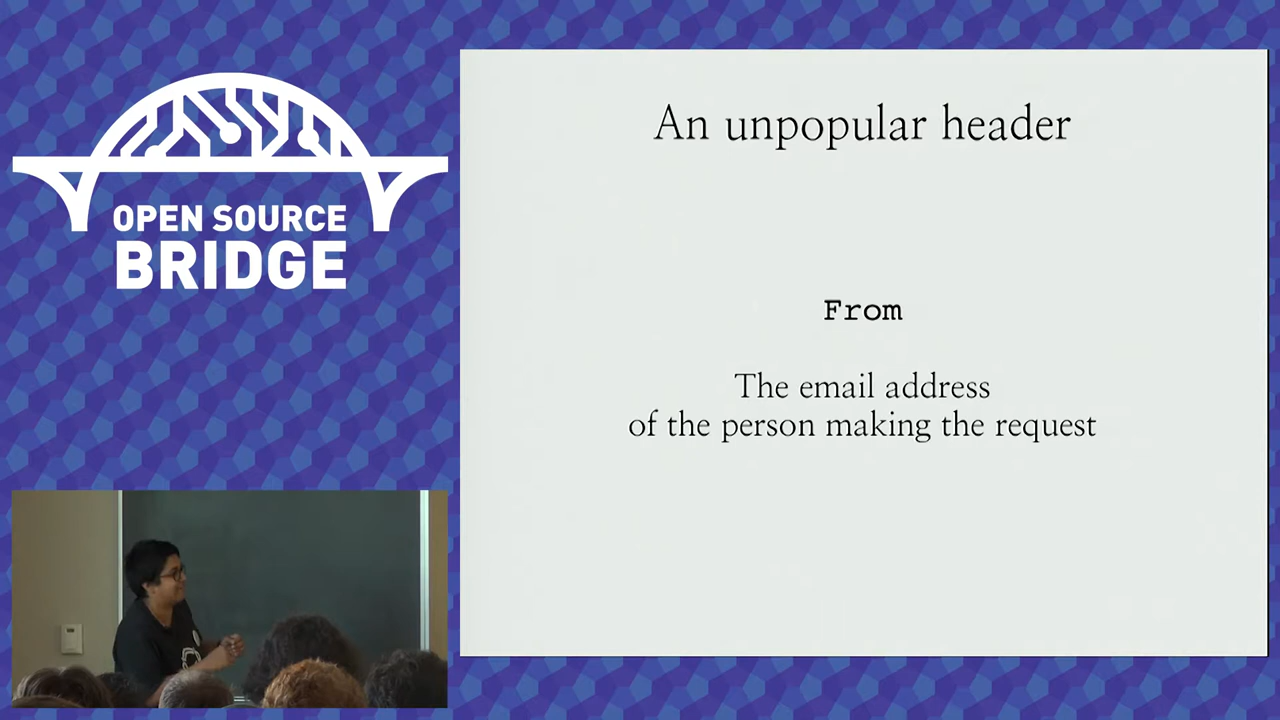 OPEN SOURCE
BRIDGE
An unpopular header
From
The email address
of the person making the request